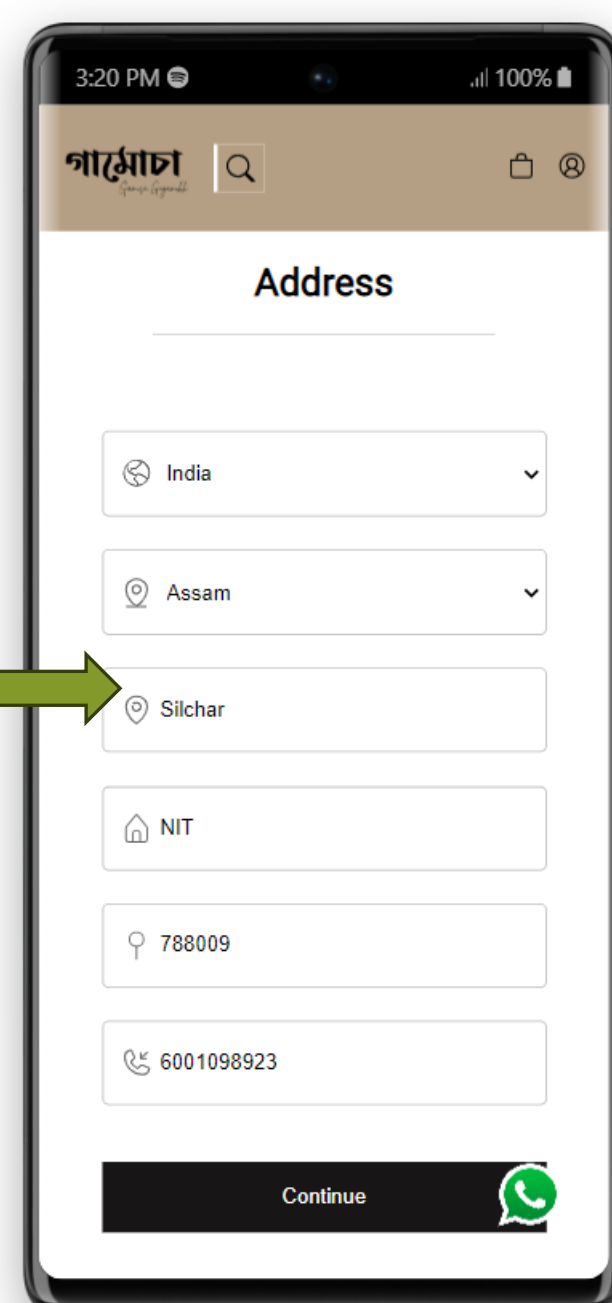 3:20 PM
100%
গামোচা
Address
India
Assam
Silchar
NIT
788009
6001098923
Continue